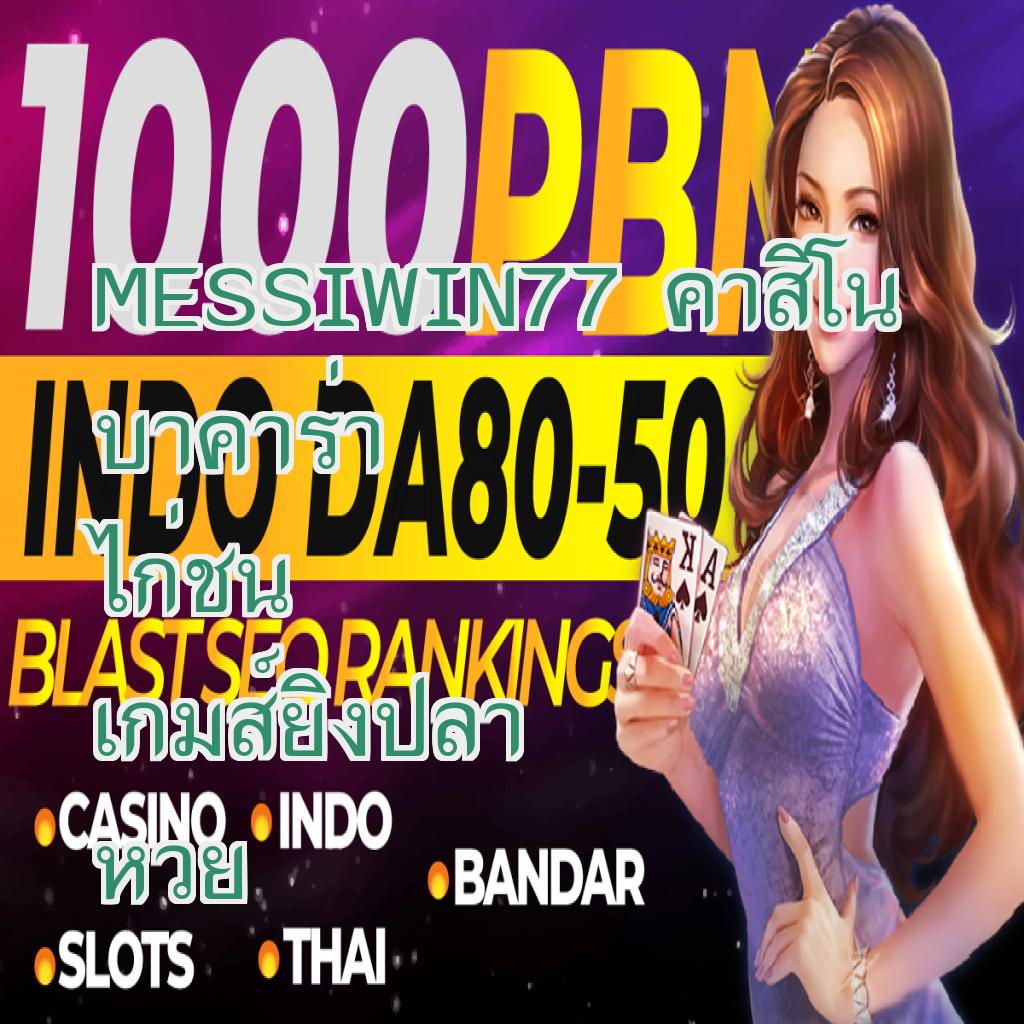 1000PBN
MESSIWIN77 คาสิโน
INDO DA80-50
บาคาร่า
ไก่ชน
BLAST SEO RANKINGS
เกมส์ยิงปลา
CASINO
INDO
หวย
BANDAR
SLOTS
THAI
K A